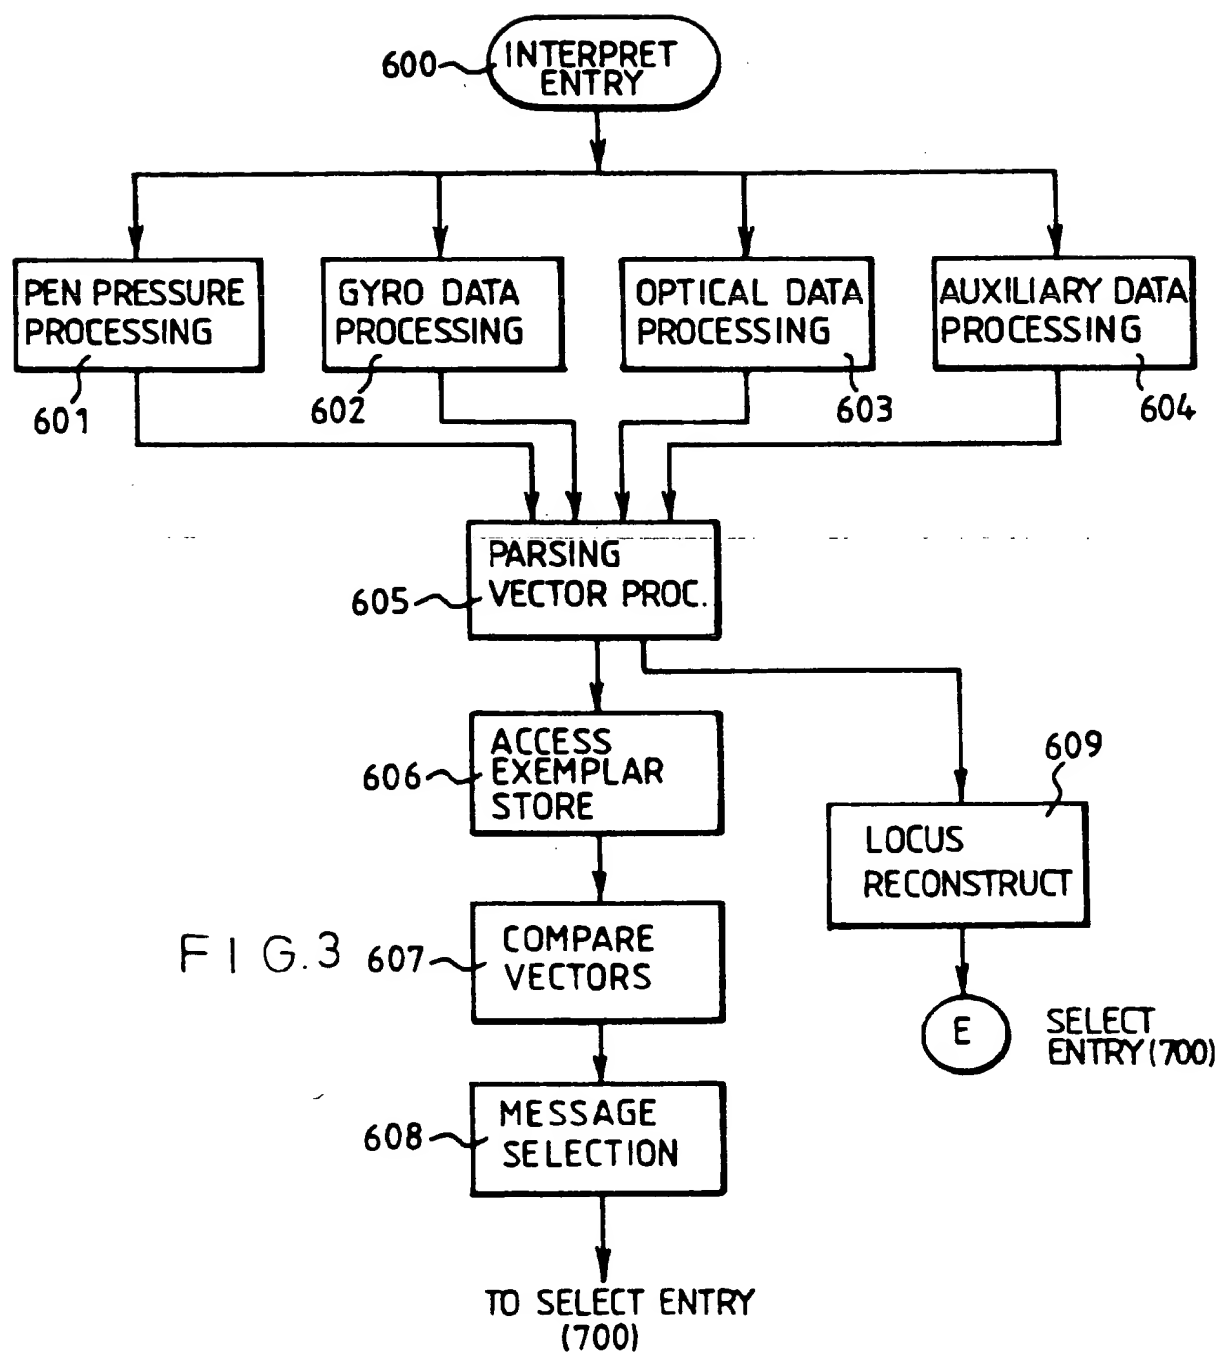 600
INTERPRET
ENTRY
PEN PRESSURE
PROCESSING
601
GYRO DATA
PROCESSING
602
OPTICAL DATA
PROCESSING
603
AUXILIARY DATA
PROCESSING
604
PARSING
VECTOR PROC.
605
ACCESS
EXEMPLAR
STORE
606
609
LOCUS
RECONSTRUCT
FIG.3
607
COMPARE
VECTORS
E
SELECT
ENTRY (700)
608
MESSAGE
SELECTION
TO SELECT ENTRY
(700)